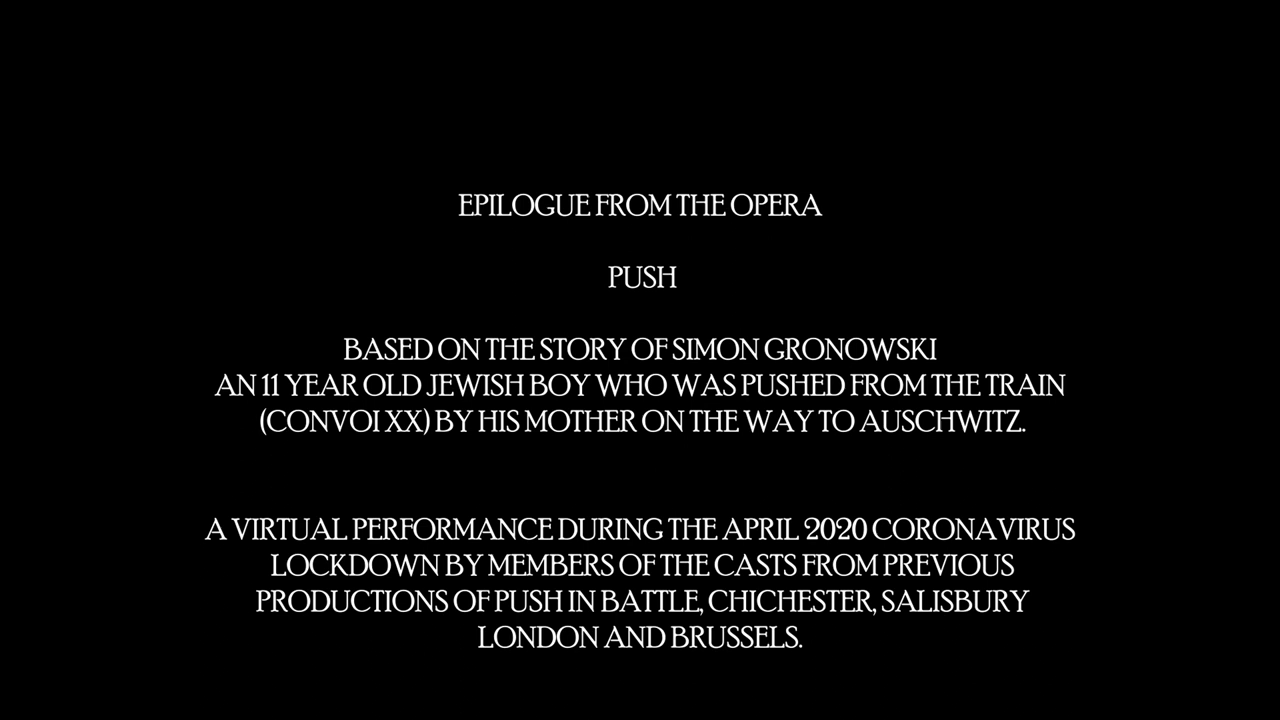 EPILOGUE FROM THE OPERA
PUSH
BASED ON THE STORY OF SIMON GRONOWSKI
AN 11 YEAR OLD JEWISH BOY WHO WAS PUSHED FROM THE TRAIN
(CONVOI XX) BY HIS MOTHER ON THE WAY TO AUSCHWITZ.
A VIRTUAL PERFORMANCE DURING THE APRIL 2020 CORONAVIRUS
LOCKDOWN BY MEMBERS OF THE CASTS FROM PREVIOUS
PRODUCTIONS OF PUSH IN BATTLE, CHICHESTER, SALISBURY
LONDON AND BRUSSELS.